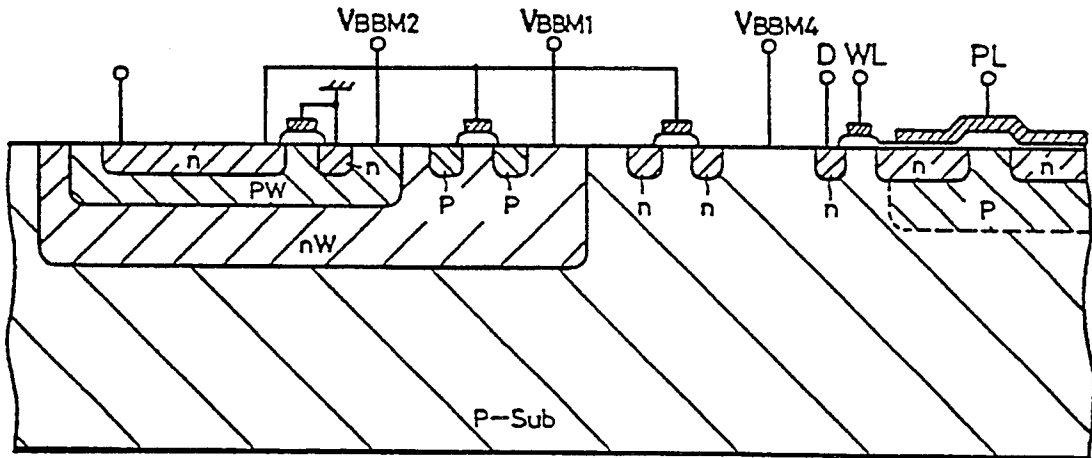 VBBM2 VBBM1 VBBM4 D WL PL
n n n n
PW P P n n n P
nW
P-Sub